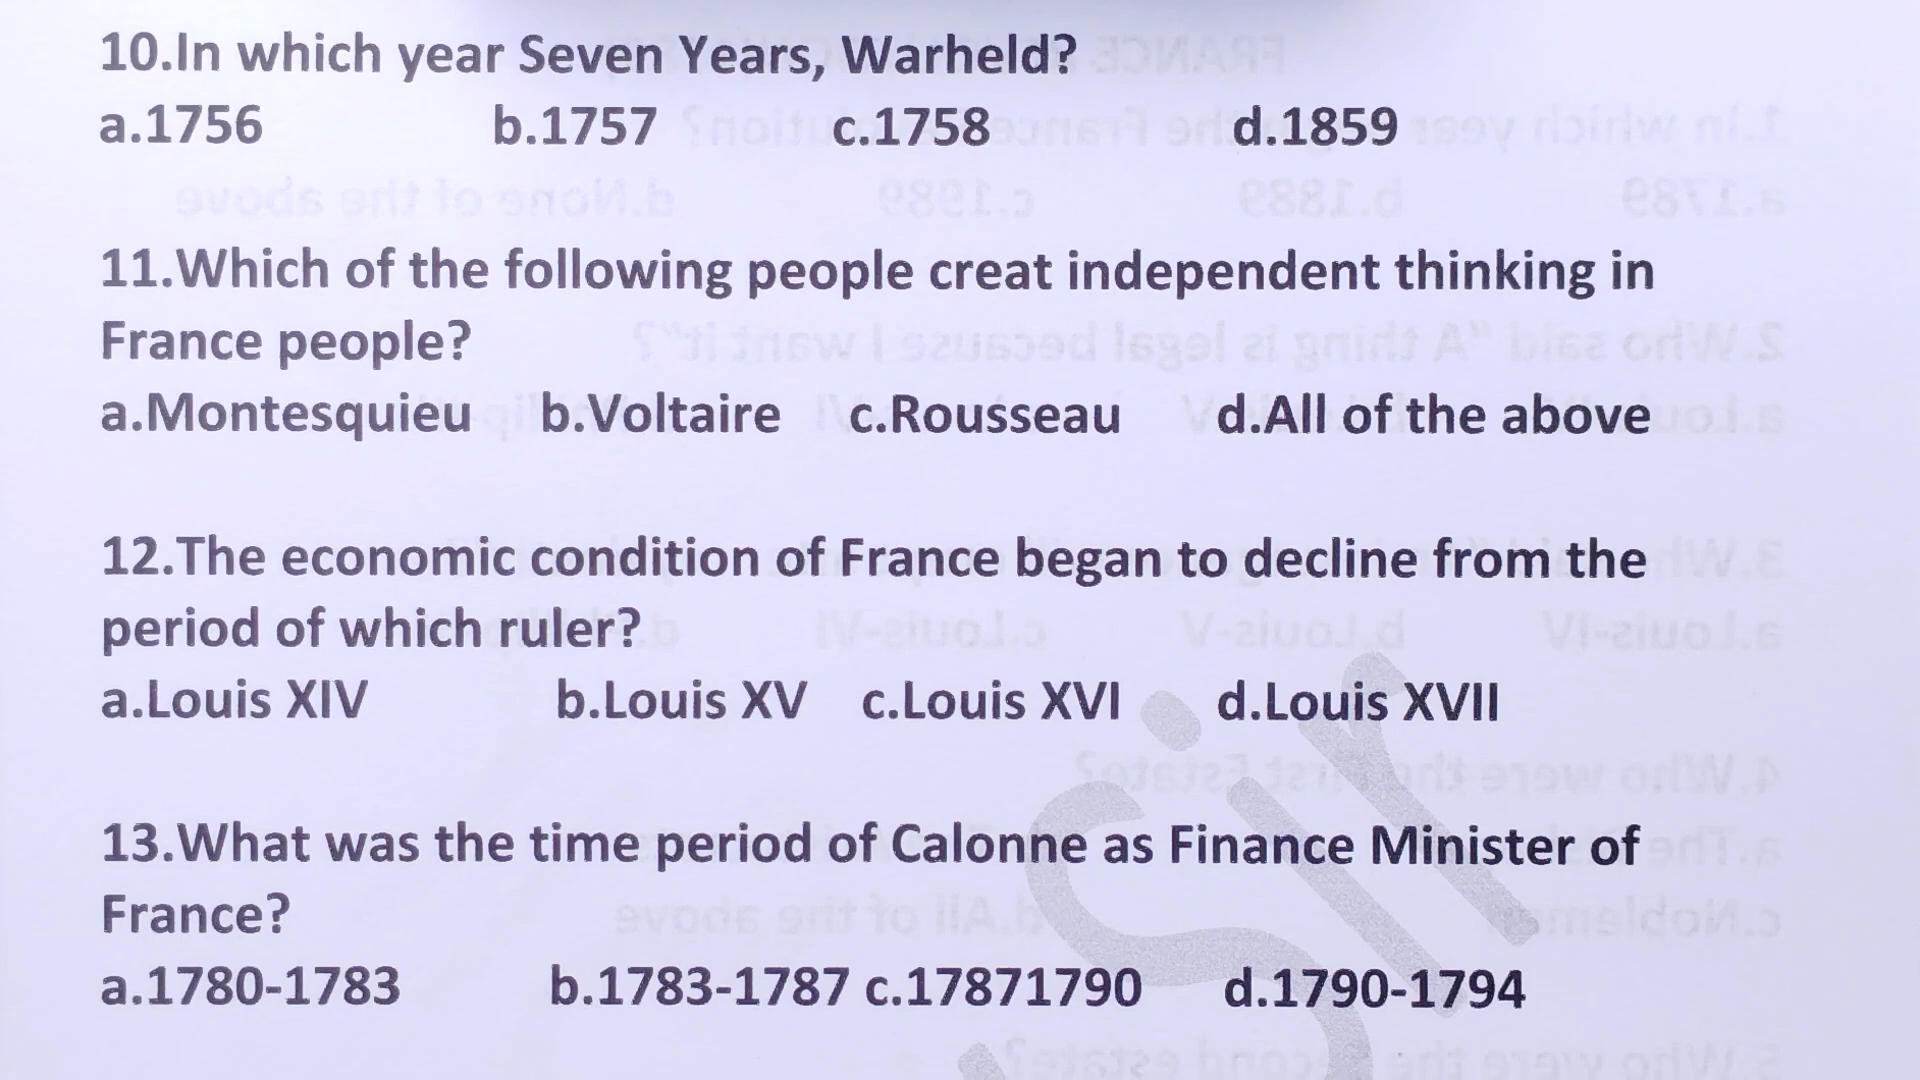 10.In which year Seven Years, Warheld?
a.1756 b.1757 c.1758 d.1859
11.Which of the following people creat independent thinking in
France people?
a.Montesquieu b.Voltaire c.Rousseau d.All of the above
12.The economic condition of France began to decline from the
period of which ruler?
a.Louis XIV b.Louis XV c.Louis XVI d.Louis XVII
13.What was the time period of Calonne as Finance Minister of
France?
a.1780-1783 b.1783-1787 c.17871790 d.1790-1794
Sir